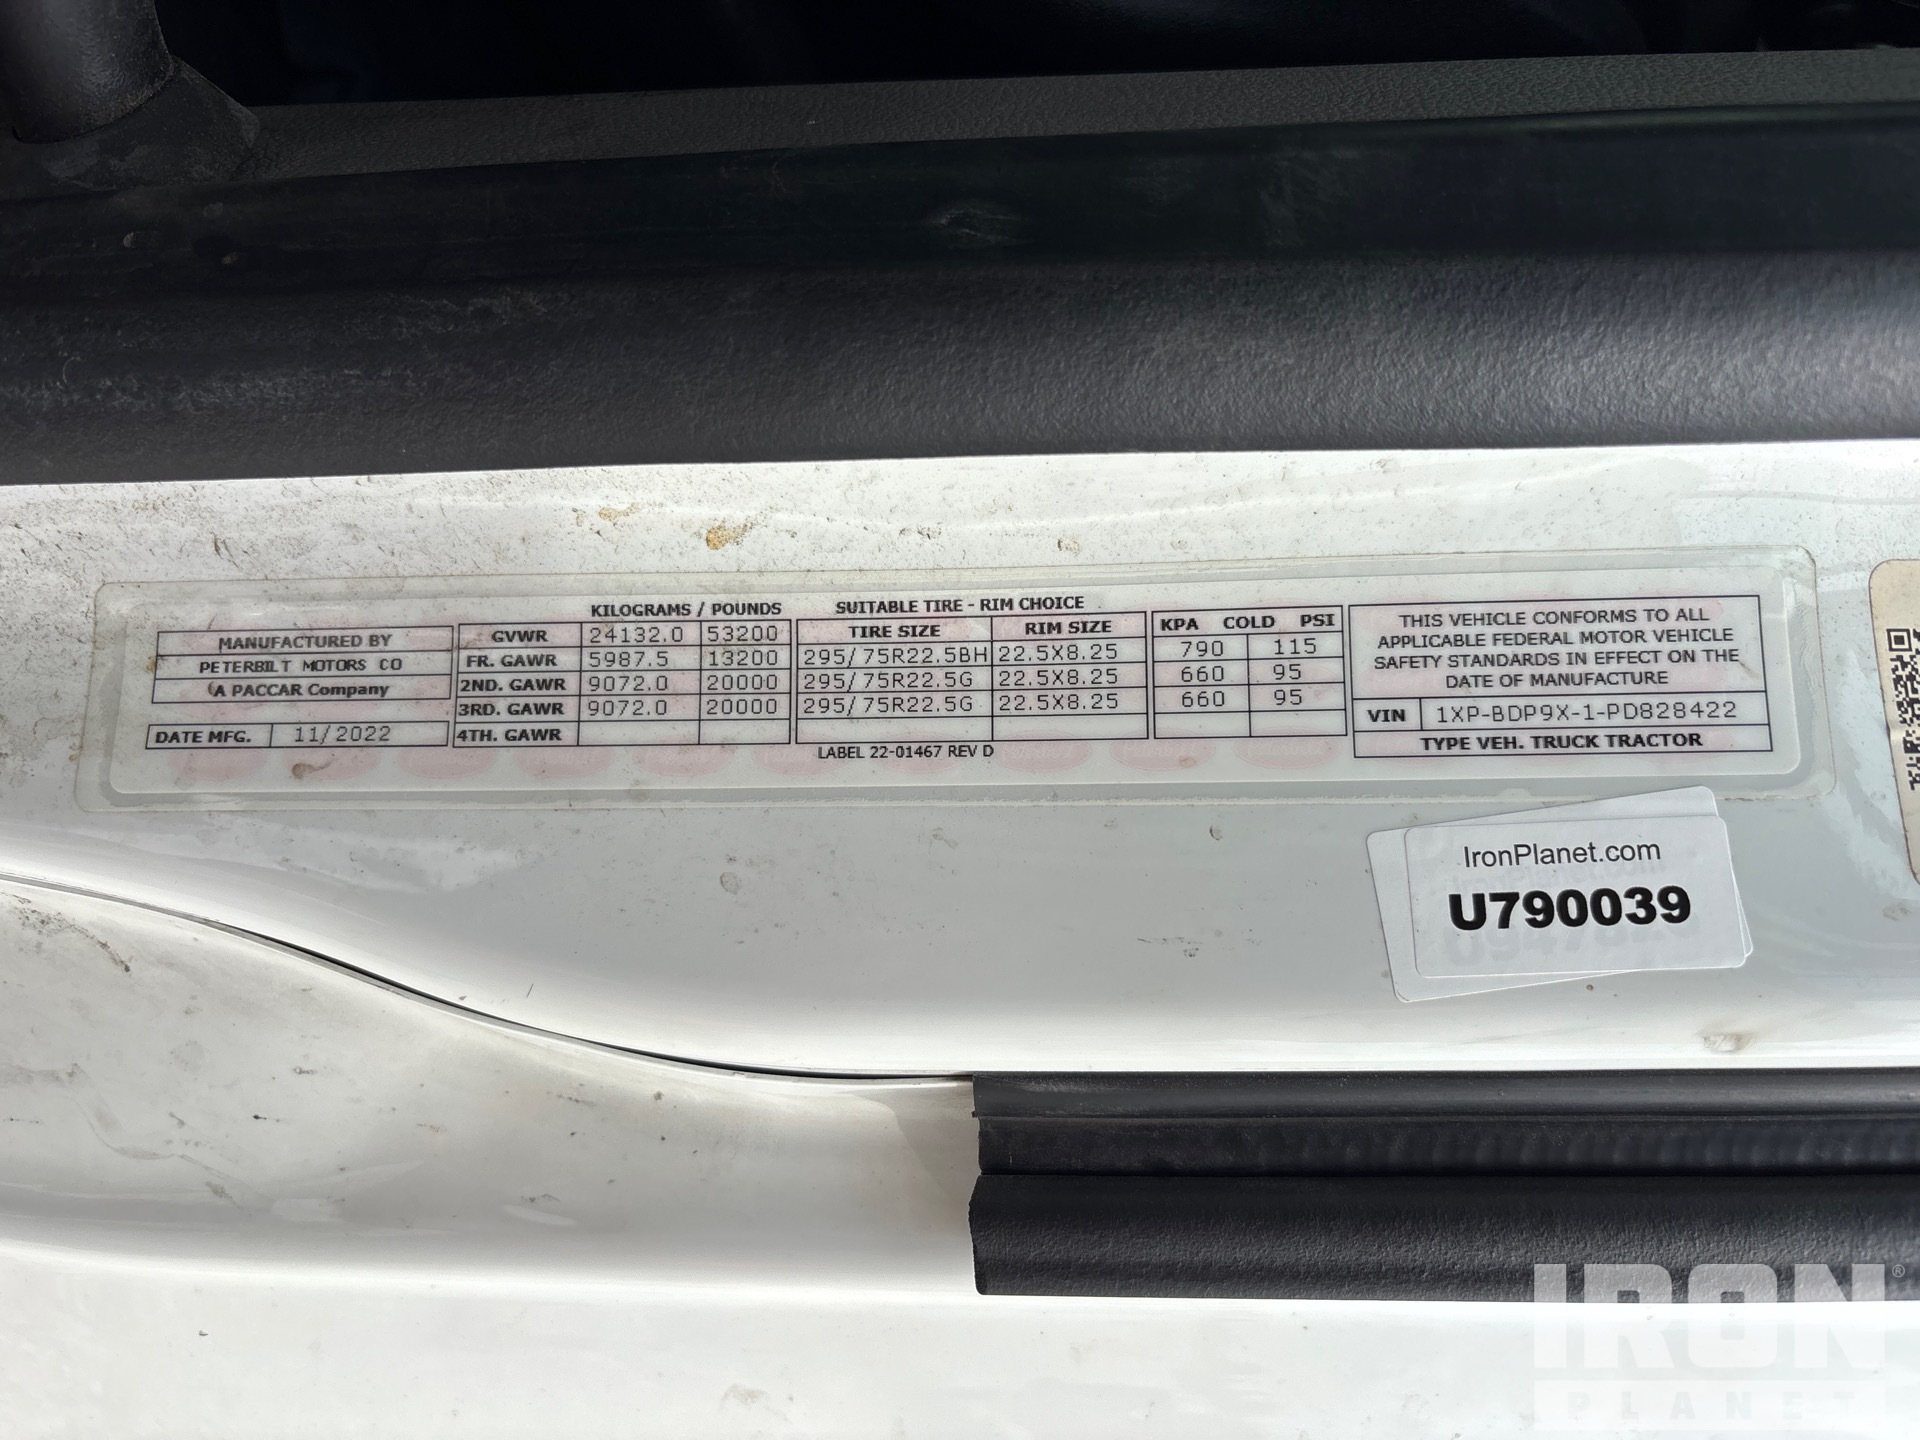 KILOGRAMS / POUNDS SUITABLE TIRE - RIM CHOICE
MANUFACTURED BY
PETERBILT MOTORS CO
A PACCAR Company
DATE MFG. 11/2022
GVWR 24132.0 53200
FR. GAWR 5987.5 13200
2ND. GAWR 9072.0 20000
3RD. GAWR 9072.0 20000
4TH. GAWR
TIRE SIZE RIM SIZE
295/75R22.5BH 22.5X8.25
295/75R22.5G 22.5X8.25
295/75R22.5G 22.5X8.25
LABEL 22-01467 REV D
KPA COLD PSI
790 115
660 95
660 95
THIS VEHICLE CONFORMS TO ALL
APPLICABLE FEDERAL MOTOR VEHICLE
SAFETY STANDARDS IN EFFECT ON THE
DATE OF MANUFACTURE
VIN 1XP-BDP9X-1-PD828422
TYPE VEH. TRUCK TRACTOR
IronPlanet.com
U790039
IRON®
PLANET